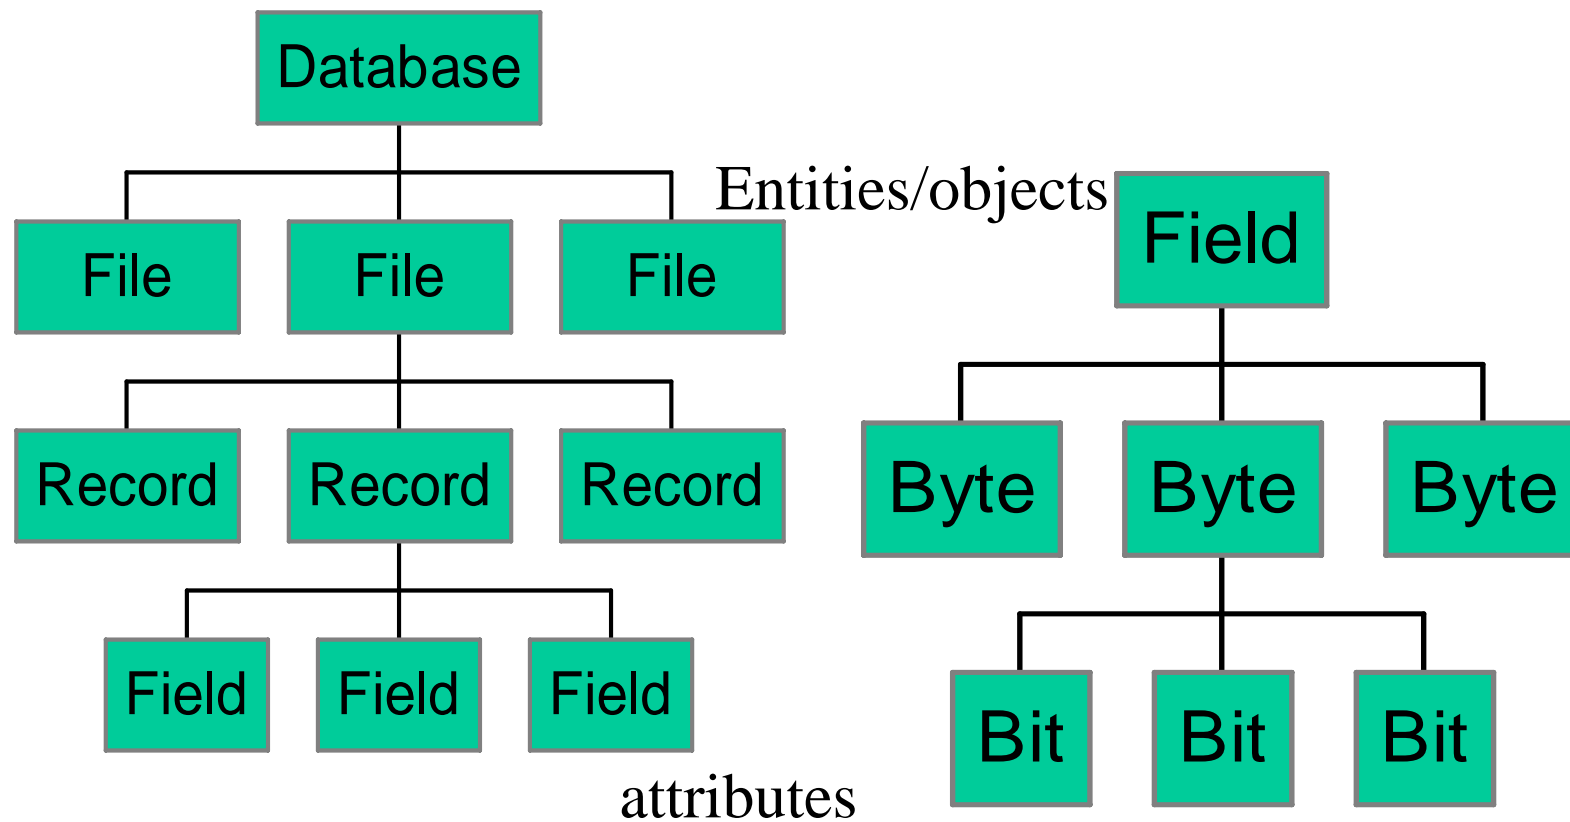 Database
Entities/objects
File File File
Field
Record Record Record
Byte Byte Byte
Field Field Field
Bit Bit Bit
attributes